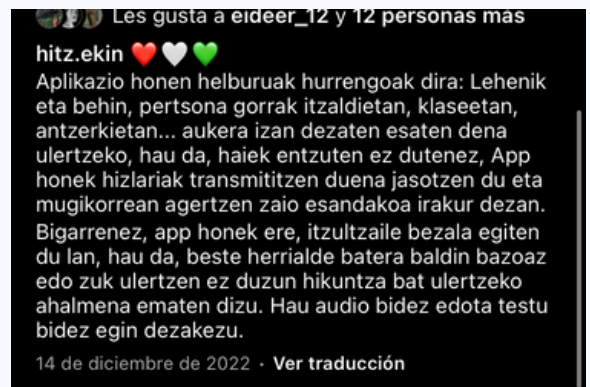 Les gusta a eideer_12 y 12 personas más
hitz.ekin ❤️🤍💚
Aplikazio honen helburuak hurrengoak dira: Lehenik
eta behin, pertsona gorrak itzaldietan, klaseetan,
antzerkietan... aukera izan dezaten esaten dena
ulertzeko, hau da, haiek entzuten ez dutenez, App
honek hizlariak transmititzen duena jasotzen du eta
mugikorrean agertzen zaio esandakoa irakur dezan.
Bigarrenez, app honek ere, itzultzaile bezala egiten
du lan, hau da, beste herrialde batera baldin bazoaz
edo zuk ulertzen ez duzun hikuntza bat ulertzeko
ahalmena ematen dizu. Hau audio bidez edota testu
bidez egin dezakezu.
14 de diciembre de 2022 · Ver traducción